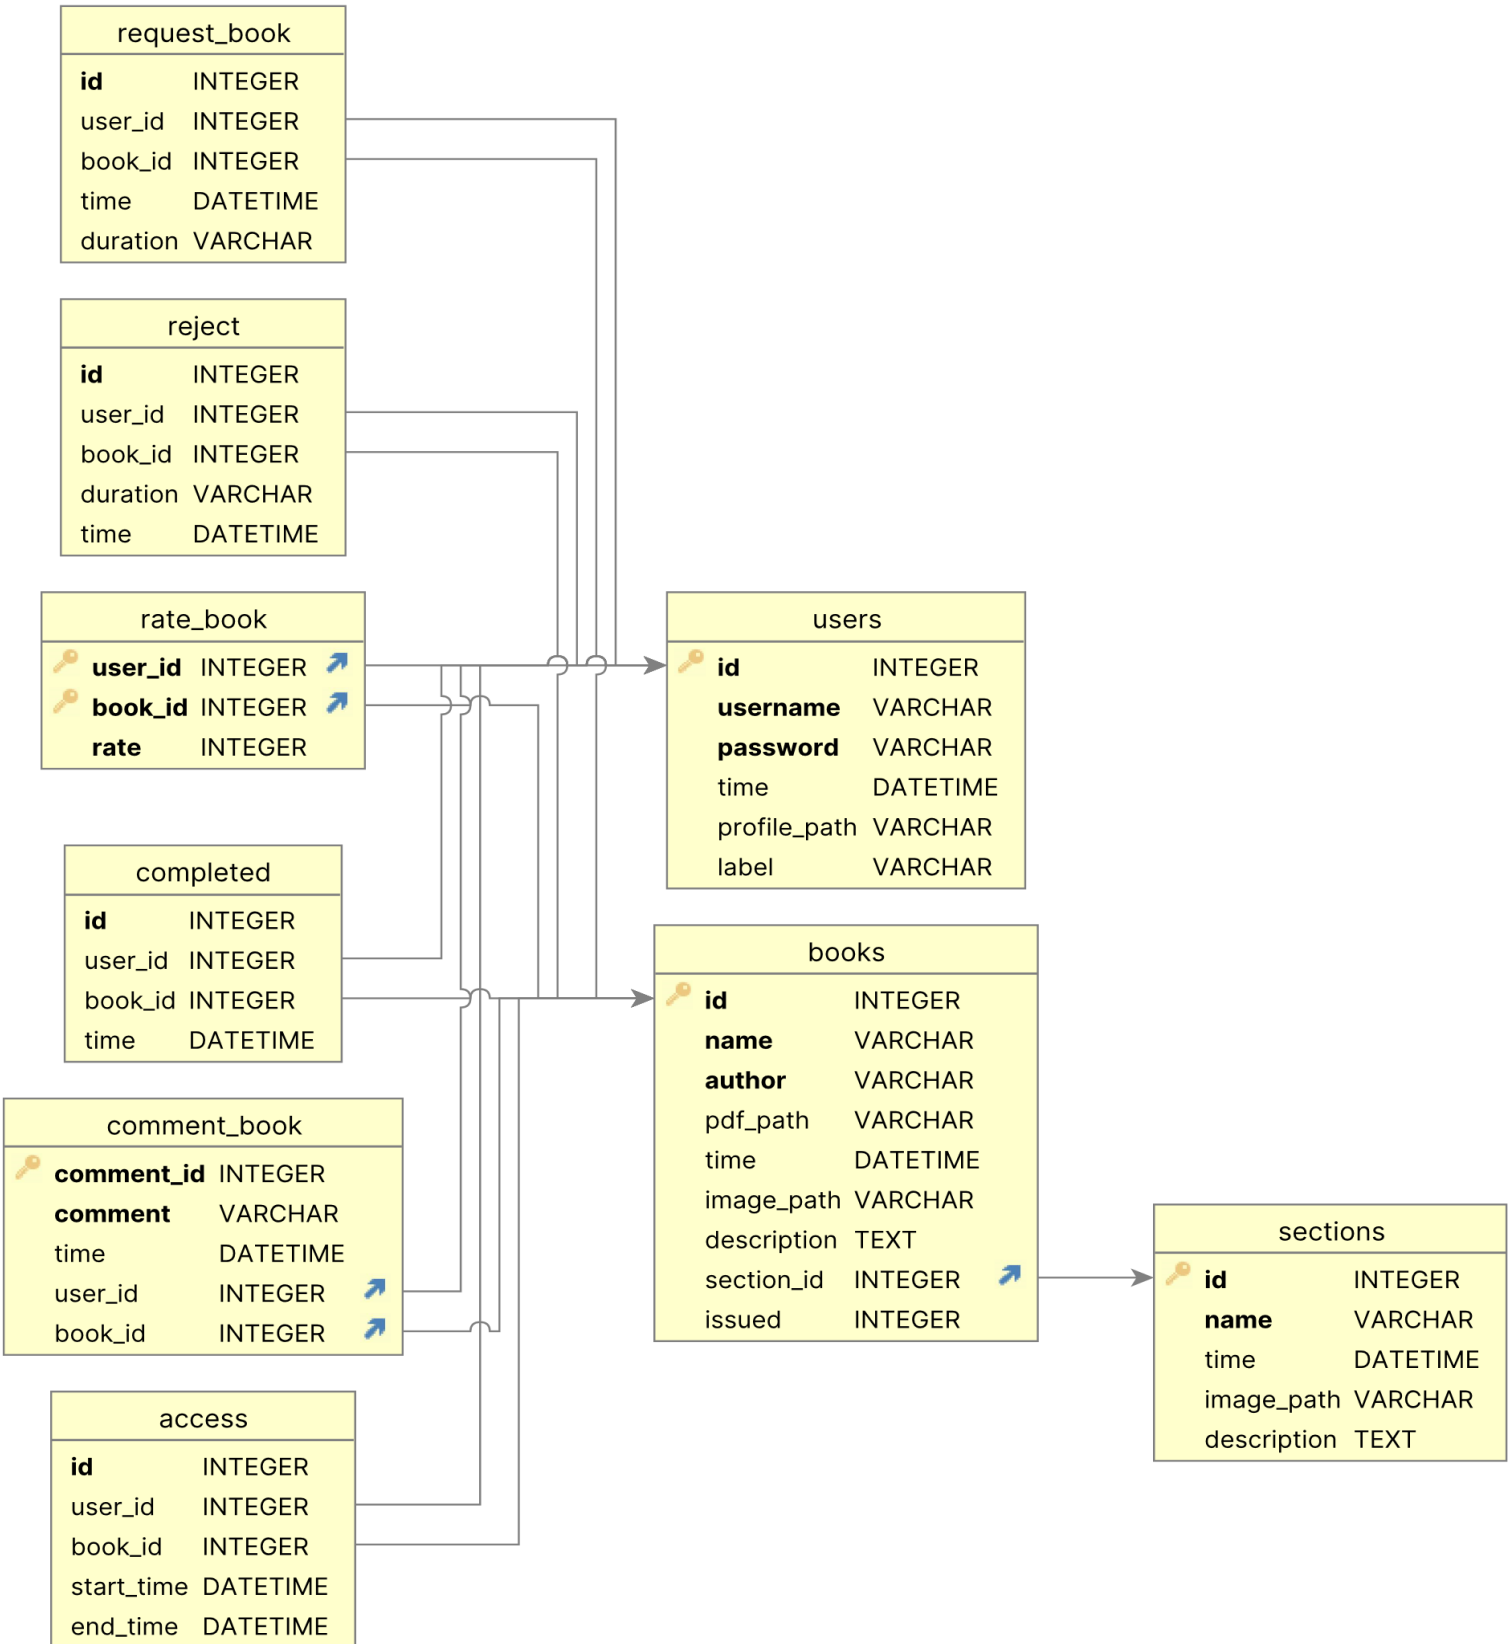 request_book
id INTEGER
user_id INTEGER
book_id INTEGER
time DATETIME
duration VARCHAR
reject
id INTEGER
user_id INTEGER
book_id INTEGER
duration VARCHAR
time DATETIME
rate_book
user_id INTEGER
book_id INTEGER
rate INTEGER
completed
id INTEGER
user_id INTEGER
book_id INTEGER
time DATETIME
comment_book
comment_id INTEGER
comment VARCHAR
time DATETIME
user_id INTEGER
book_id INTEGER
access
id INTEGER
user_id INTEGER
book_id INTEGER
start_time DATETIME
end_time DATETIME
users
id INTEGER
username VARCHAR
password VARCHAR
time DATETIME
profile_path VARCHAR
label VARCHAR
books
id INTEGER
name VARCHAR
author VARCHAR
pdf_path VARCHAR
time DATETIME
image_path VARCHAR
description TEXT
section_id INTEGER
issued INTEGER
sections
id INTEGER
name VARCHAR
time DATETIME
image_path VARCHAR
description TEXT